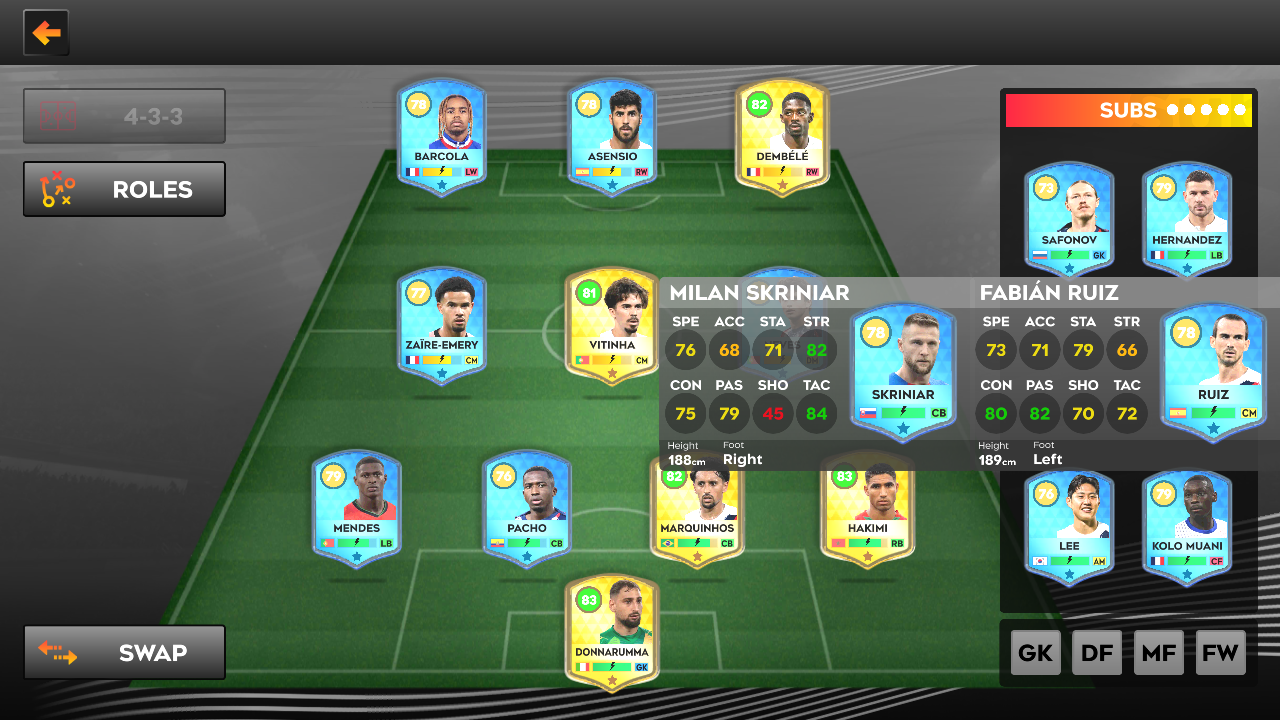 4-3-3
ROLES
SUBS
78
BARCOLA
LW
78
ASENSIO
RW
82
DEMBÉLÉ
RW
73
SAFONOV
GK
79
HERNANDEZ
LB
77
ZAÏRE-EMERY
CM
81
VITINHA
CM
MILAN SKRINIAR
SPE ACC STA STR
76 68 71 82
CON PAS SHO TAC
75 79 45 84
Height Foot
188cm Right
78
SKRINIAR
CB
FABIÁN RUIZ
SPE ACC STA STR
73 71 79 66
CON PAS SHO TAC
80 82 70 72
Height Foot
189cm Left
78
RUIZ
CM
79
MENDES
LB
76
PACHO
CB
82
MARQUINHOS
CB
83
HAKIMI
RB
76
LEE
AM
79
KOLO MUANI
CF
83
DONNARUMMA
GK
SWAP
GK DF MF FW